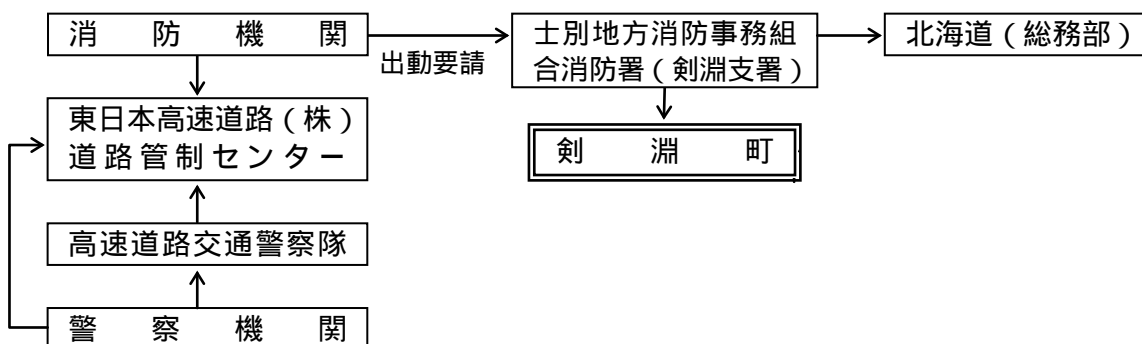 消防機関
出動要請
士別地方消防事務組
合消防署（剣淵支署）
北海道（総務部）
東日本高速道路（株）
道路管制センター
剣淵町
高速道路交通警察隊
警察機関